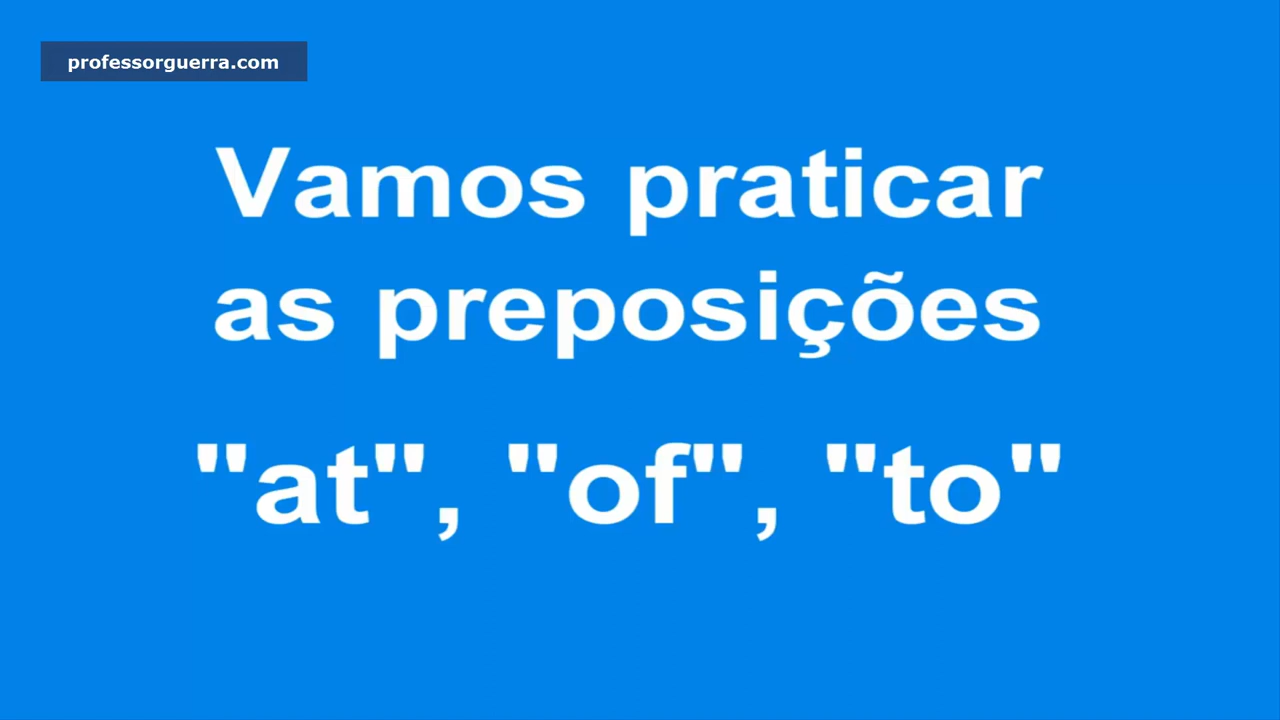 professorguerra.com
Vamos praticar
as preposições
"at", "of", "to"